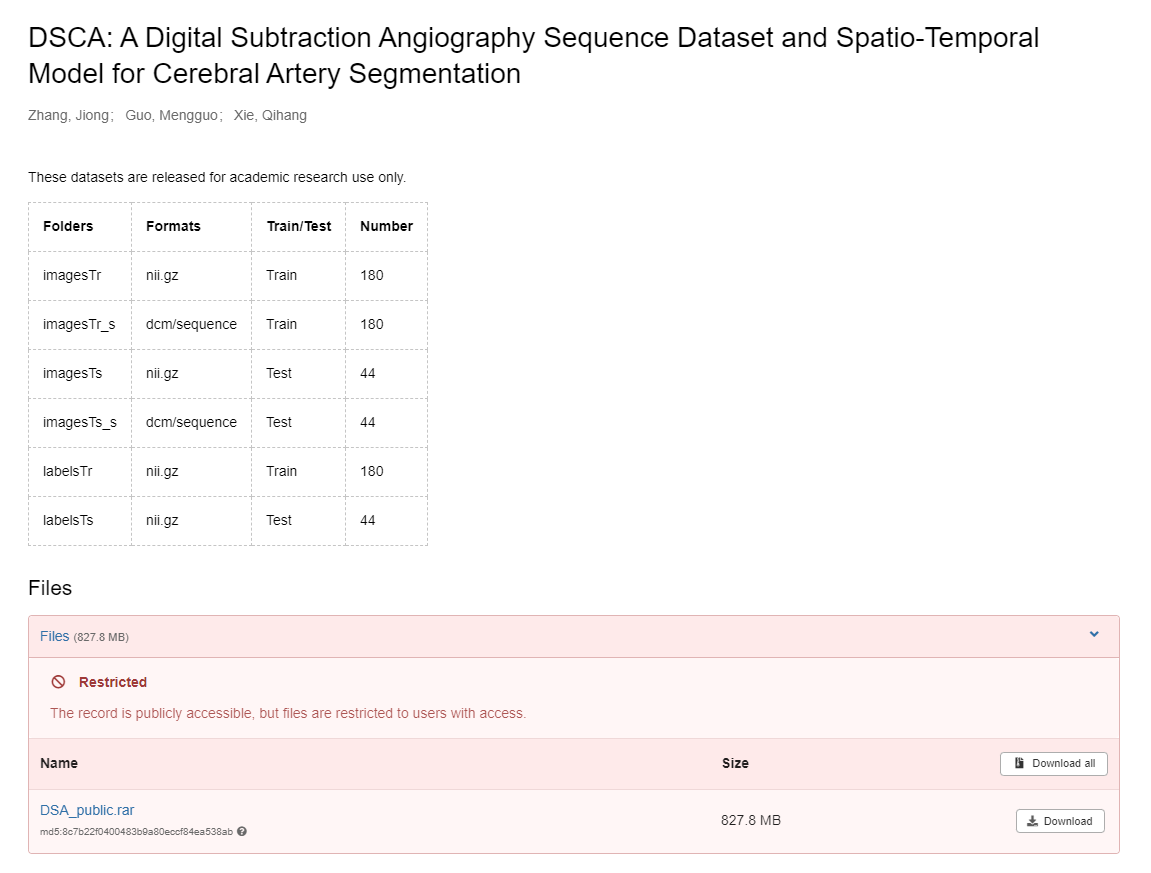 DSCA: A Digital Subtraction Angiography Sequence Dataset and Spatio-Temporal
Model for Cerebral Artery Segmentation
Zhang, Jiong; Guo, Mengguo; Xie, Qihang
These datasets are released for academic research use only.
Folders Formats Train/Test Number
imagesTr nii.gz Train 180
imagesTr_s dcm/sequence Train 180
imagesTs nii.gz Test 44
imagesTs_s dcm/sequence Test 44
labelsTr nii.gz Train 180
labelsTs nii.gz Test 44
Files
Files (827.8 MB)
Restricted
The record is publicly accessible, but files are restricted to users with access.
Name Size Download all
DSA_public.rar 827.8 MB Download
md5:8c7b22f0400483b9a80eccf84ea538ab